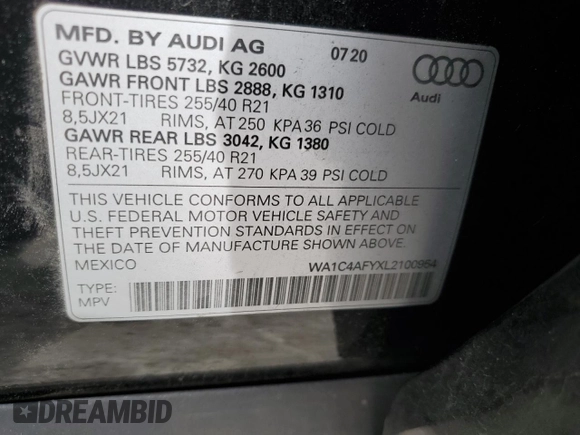 MFD. BY AUDI AG 0720
GVWR LBS 5732, KG 2600
GAWR FRONT LBS 2888, KG 1310
FRONT-TIRES 255/40 R21
8,5JX21 RIMS, AT 250 KPA 36 PSI COLD
GAWR REAR LBS 3042, KG 1380
REAR-TIRES 255/40 R21
8,5JX21 RIMS, AT 270 KPA 39 PSI COLD
Audi
THIS VEHICLE CONFORMS TO ALL APPLICABLE
U.S. FEDERAL MOTOR VEHICLE SAFETY AND
THEFT PREVENTION STANDARDS IN EFFECT ON
THE DATE OF MANUFACTURE SHOWN ABOVE.
MEXICO WA1C4AFYXL2100954
TYPE:
MPV
DREAMBID